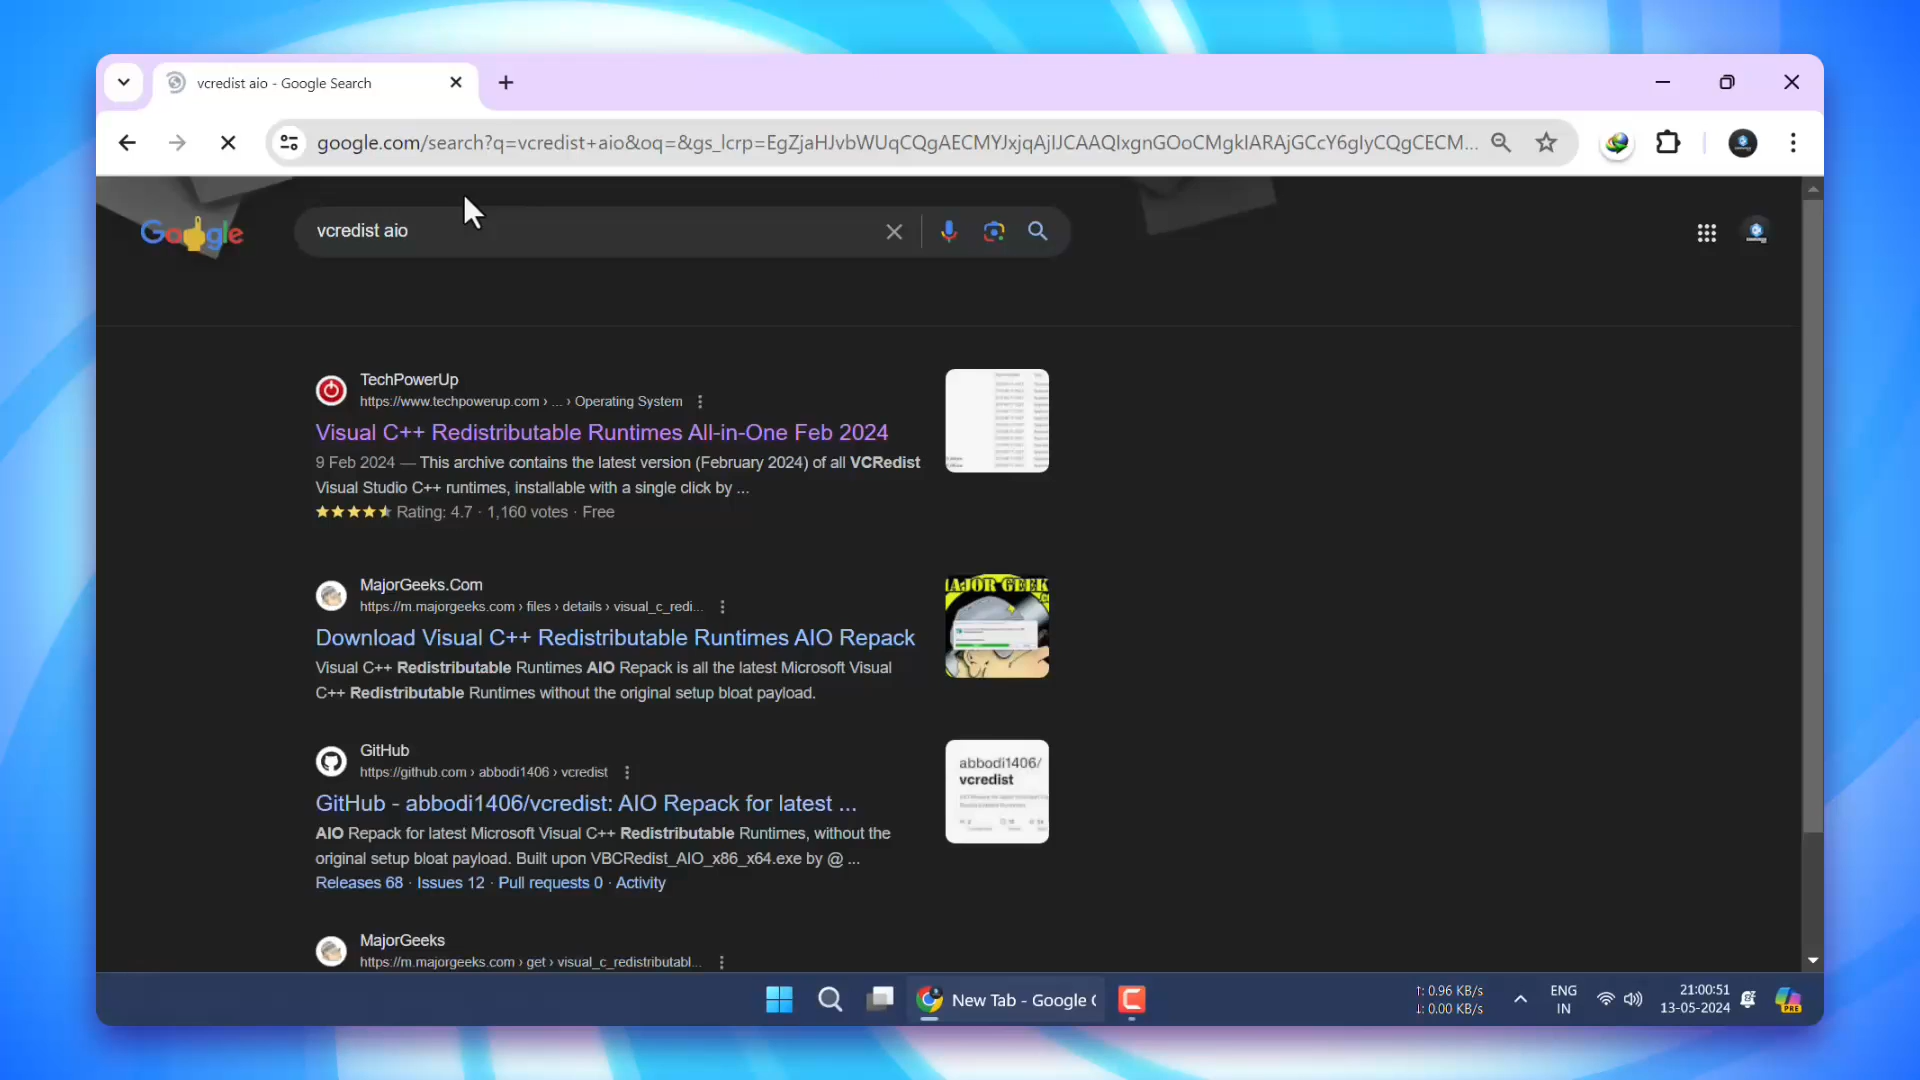 vcredist aio - Google Search
google.com/search?q=vcredist+aio&oq=&gs_lcrp=EgZjaHJvbWUqCQgAECMYJxjqAjIJCAAQIxgnGOoCMgkIARAjGCcY6gIyCQgCECM...
Google
vcredist aio
TechPowerUp
https://www.techpowerup.com › ... › Operating System
Visual C++ Redistributable Runtimes All-in-One Feb 2024
9 Feb 2024 — This archive contains the latest version (February 2024) of all VCRedist
Visual Studio C++ runtimes, installable with a single click by ...
Rating: 4.7 · 1,160 votes · Free
MajorGeeks.Com
https://m.majorgeeks.com › files › details › visual_c_redi...
Download Visual C++ Redistributable Runtimes AIO Repack
Visual C++ Redistributable Runtimes AIO Repack is all the latest Microsoft Visual
C++ Redistributable Runtimes without the original setup bloat payload.
MAJOR GEEK
GitHub
https://github.com › abbodi1406 › vcredist
GitHub - abbodi1406/vcredist: AIO Repack for latest ...
AIO Repack for latest Microsoft Visual C++ Redistributable Runtimes, without the
original setup bloat payload. Built upon VBCRedist_AIO_x86_x64.exe by @ ...
Releases 68 · Issues 12 · Pull requests 0 · Activity
abbodi1406/
vcredist
MajorGeeks
https://m.majorgeeks.com › get › visual_c_redistributabl...
New Tab - Google C
↑: 0.96 KB/s
↓: 0.00 KB/s
ENG
IN
21:00:51
13-05-2024
PRE